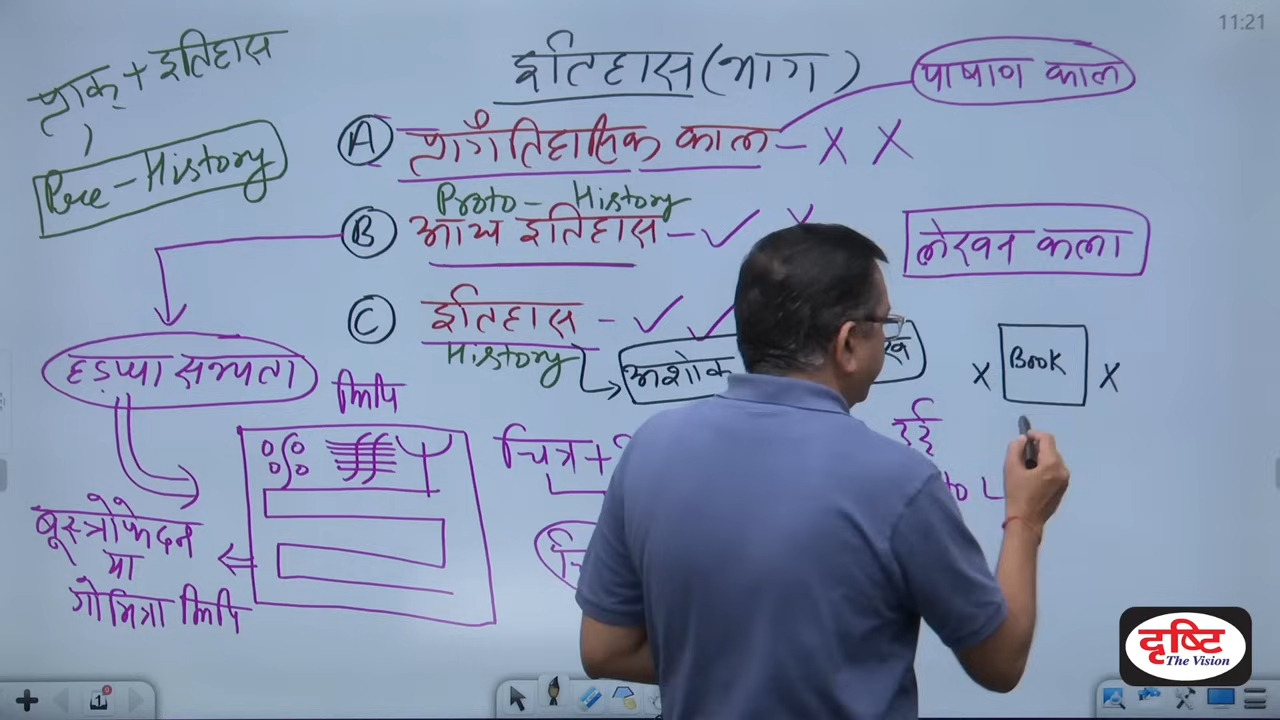 11:21
प्राक् + इतिहास
Pre-History
इतिहास (भाग)
पाषाण काल
A प्रागैतिहासिक काल - X X
Proto-History
B आद्य इतिहास - ✓ X
लेखन कला
C इतिहास - ✓ ✓
History
अशोक
Book
X X
हड़प्पा सभ्यता
लिपि
चित्र +
to L
बूस्त्रोफेदन
या
गोमित्रा लिपि
दृष्टि
The Vision